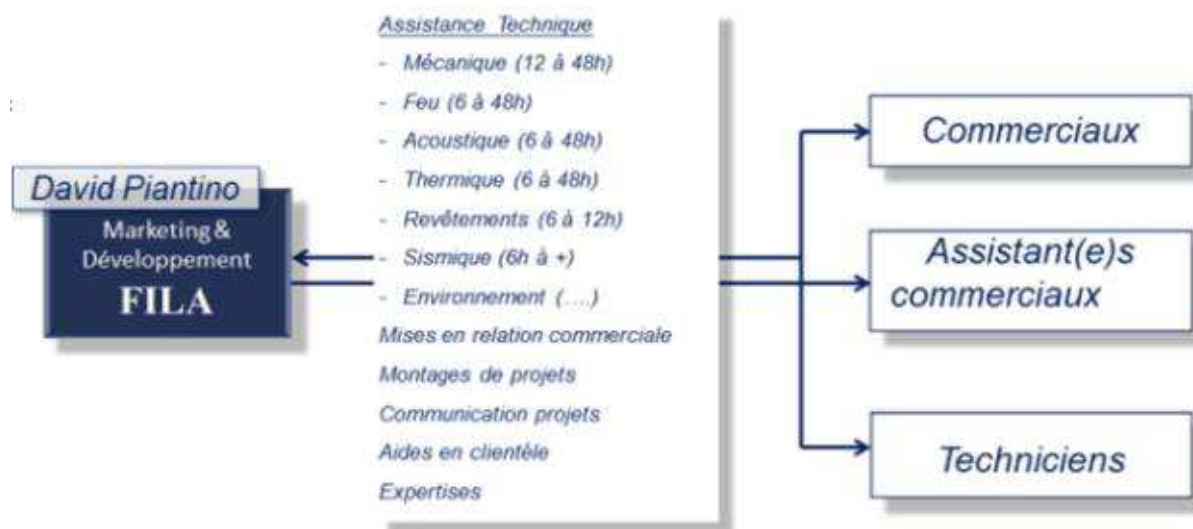 Assistance Technique
- Mécanique (12 à 48h)
- Feu (6 à 48h)
- Acoustique (6 à 48h)
- Thermique (6 à 48h)
- Revêtements (6 à 12h)
- Sismique (6h à +)
- Environnement (....)
Mises en relation commerciale
Montages de projets
Communication projets
Aides en clientèle
Expertises
David Piantino
Marketing &
Développement
FILA
Commerciaux
Assistant(e)s
commerciaux
Techniciens